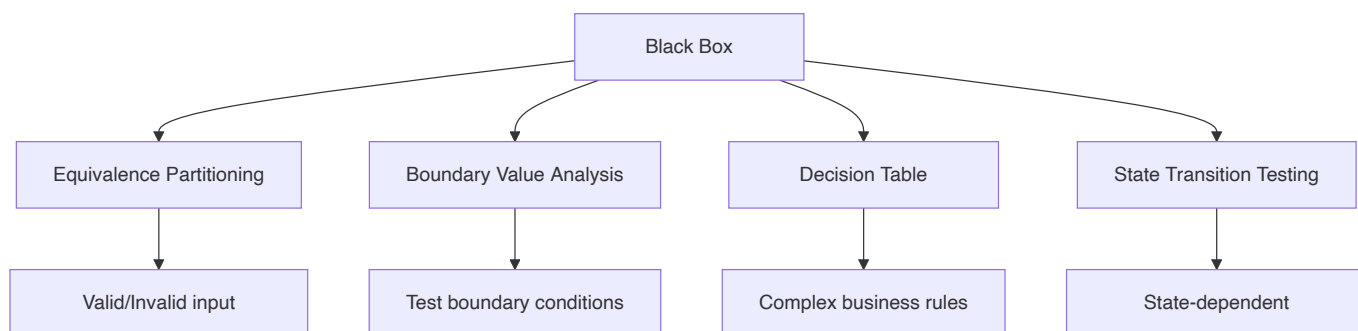 Black Box
Equivalence Partitioning
Boundary Value Analysis
Decision Table
State Transition Testing
Valid/Invalid input
Test boundary conditions
Complex business rules
State-dependent